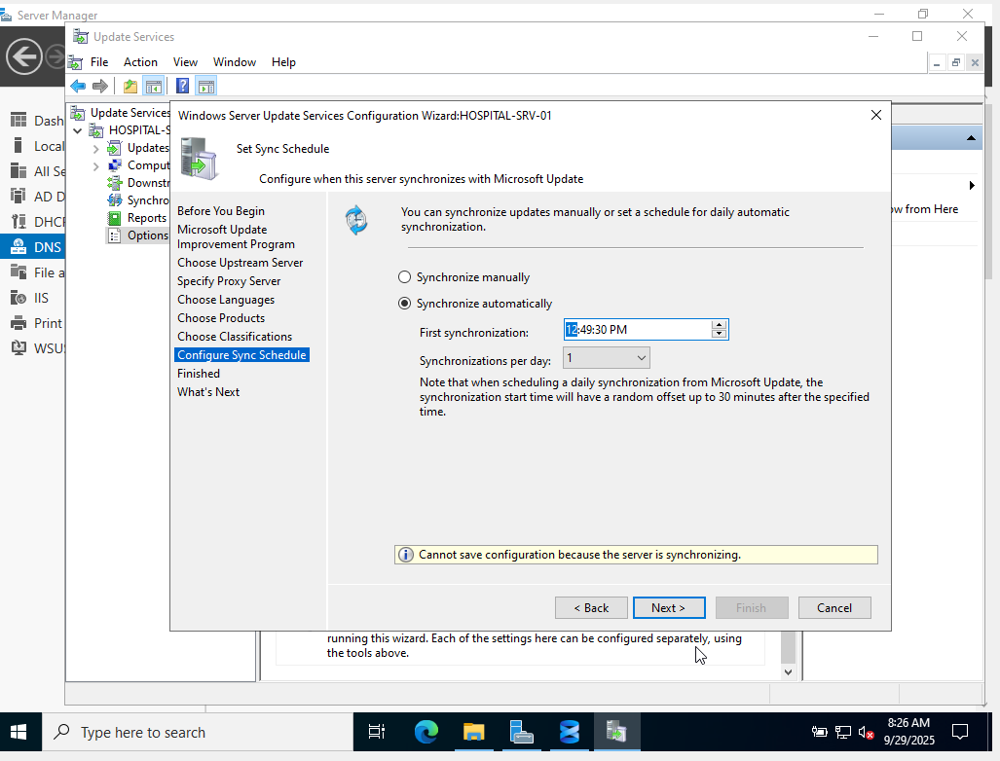 Server Manager
Update Services
File Action View Window Help
Dash
Local
All Se
AD D
DHCP
DNS
File a
IIS
Print
WSUS
Update Services
HOSPITAL-S
Updates
Comput
Downstr
Synchro
Reports
Options
Windows Server Update Services Configuration Wizard:HOSPITAL-SRV-01
Set Sync Schedule
Configure when this server synchronizes with Microsoft Update
Before You Begin
Microsoft Update
Improvement Program
Choose Upstream Server
Specify Proxy Server
Choose Languages
Choose Products
Choose Classifications
Configure Sync Schedule
Finished
What's Next
You can synchronize updates manually or set a schedule for daily automatic
synchronization.
Synchronize manually
Synchronize automatically
First synchronization: 12:49:30 PM
Synchronizations per day: 1
Note that when scheduling a daily synchronization from Microsoft Update, the
synchronization start time will have a random offset up to 30 minutes after the specified
time.
Cannot save configuration because the server is synchronizing.
< Back Next > Finish Cancel
ow from Here
running this wizard. Each of the settings here can be configured separately, using
the tools above.
Type here to search
8:26 AM
9/29/2025